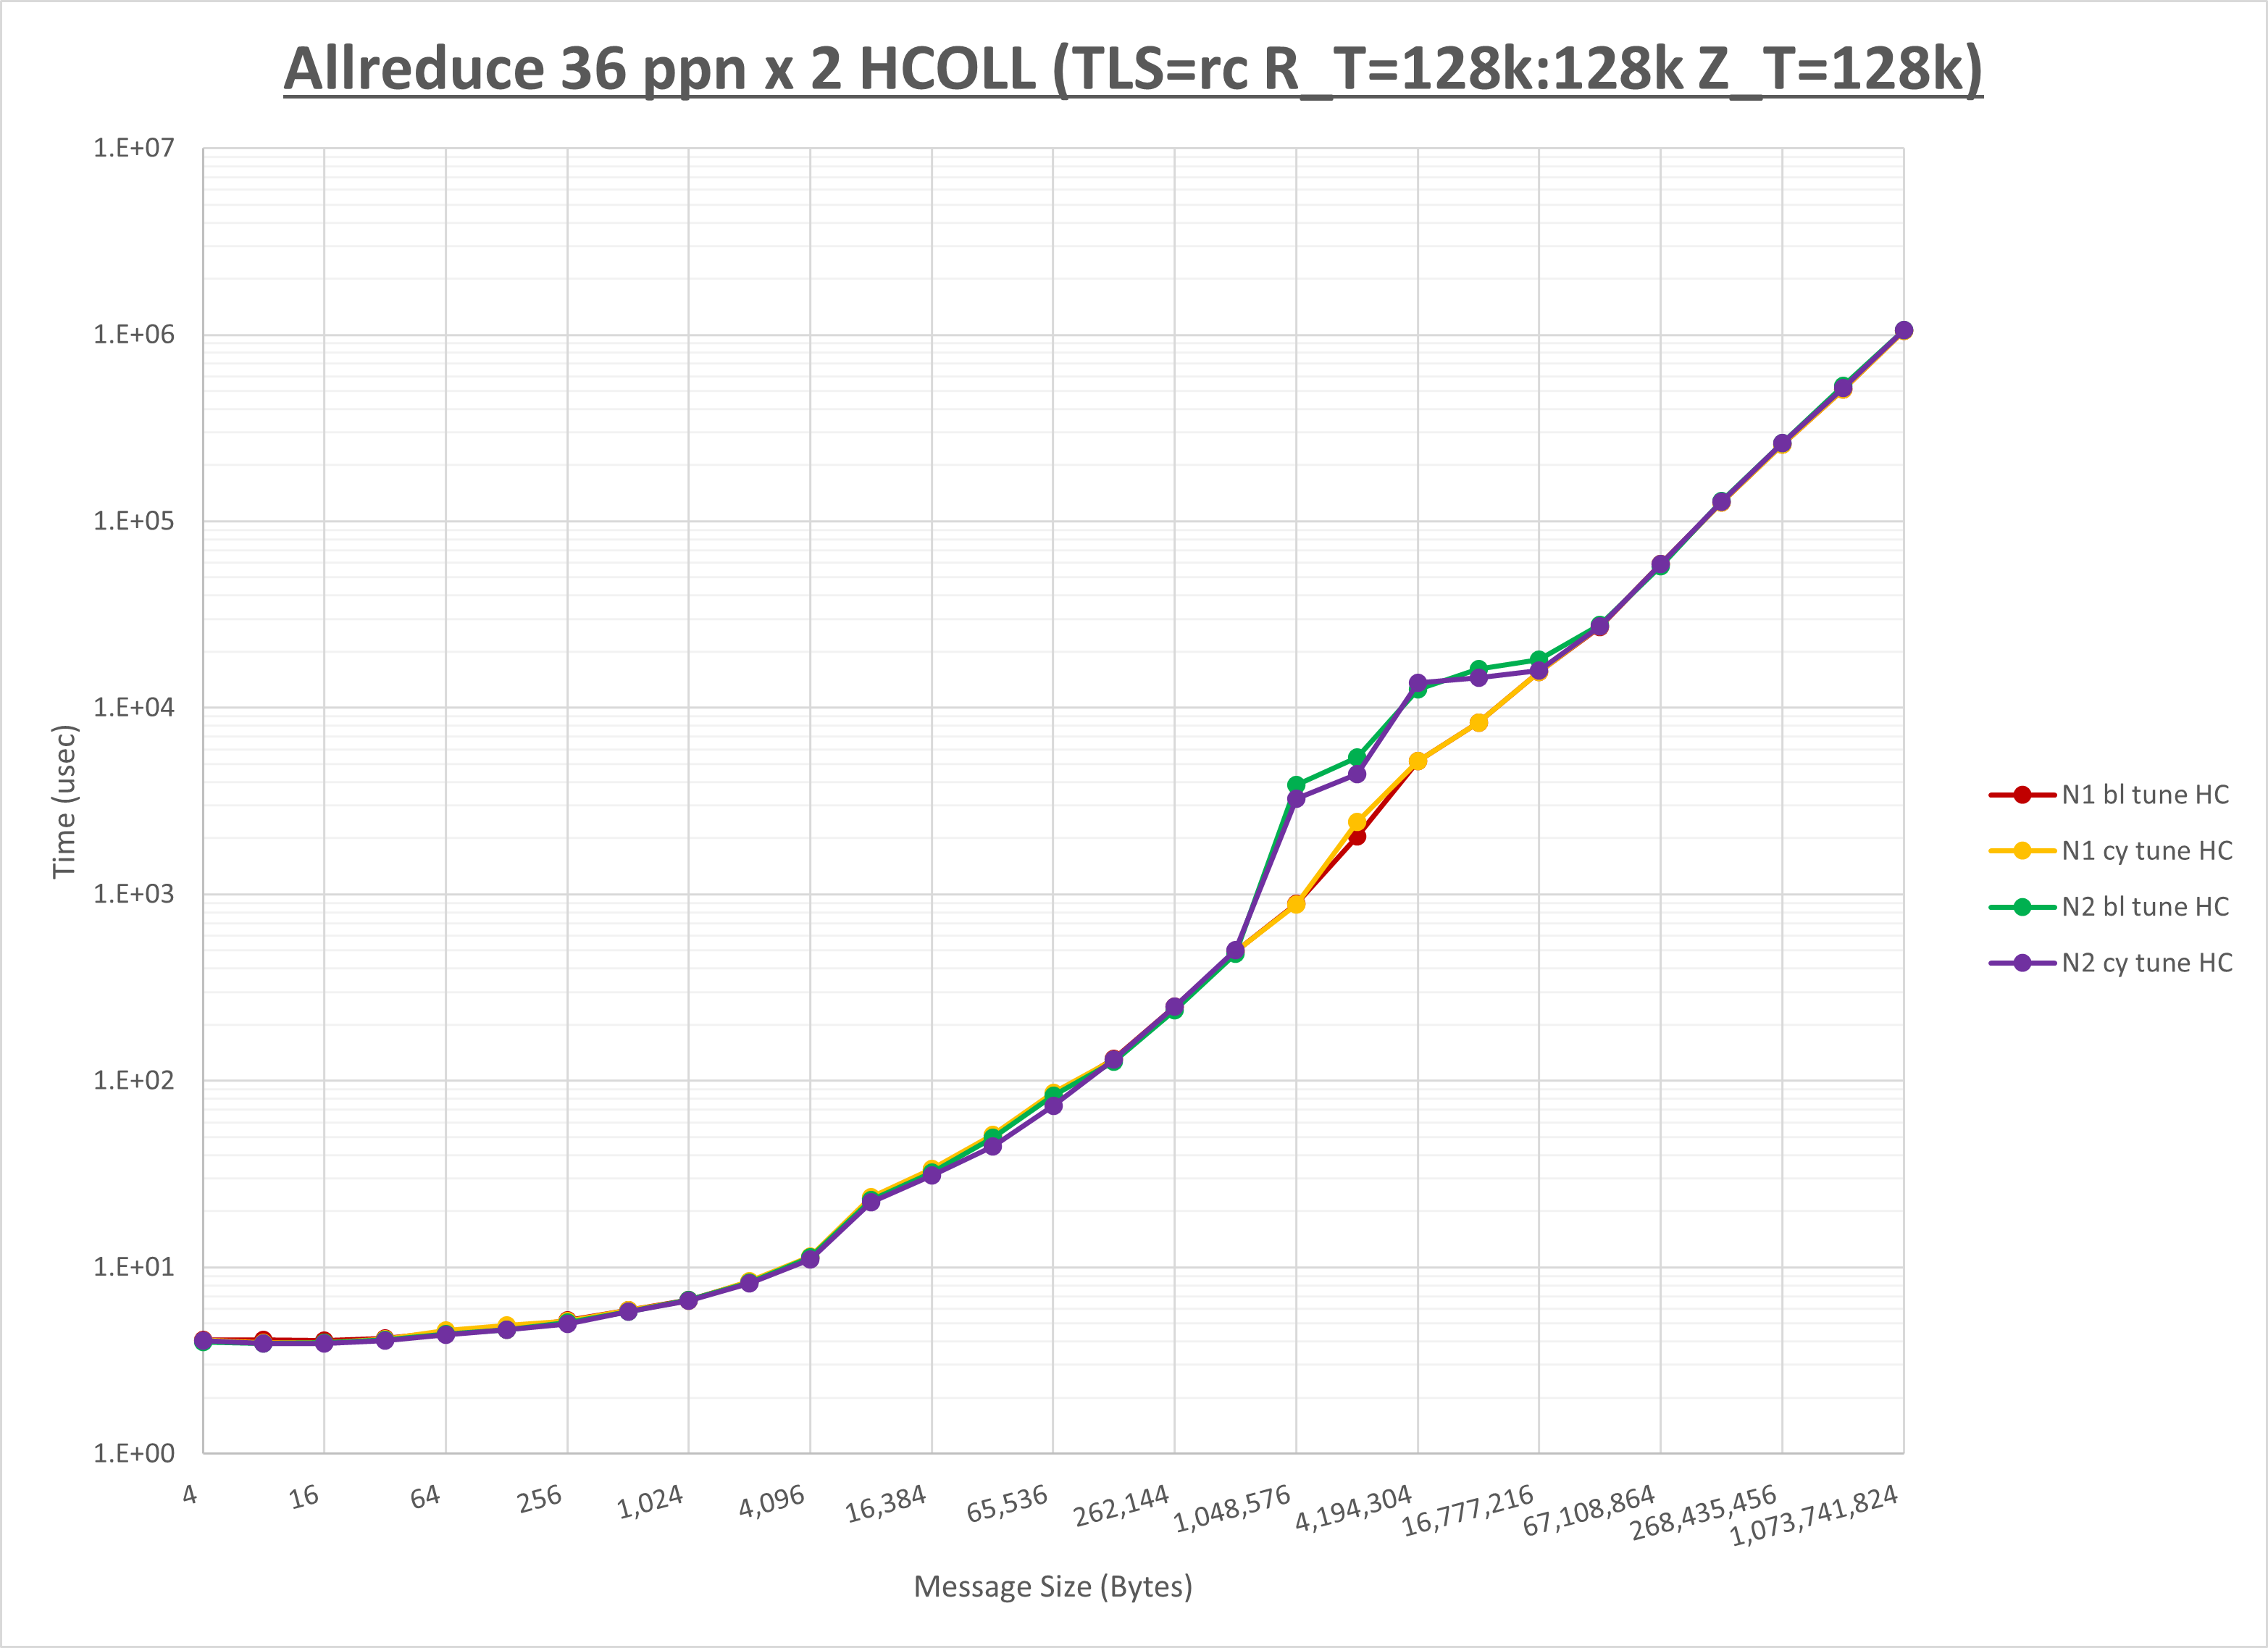 Allreduce 36 ppn x 2 HCOLL (TLS=rc R_T=128k:128k Z_T=128k)
1.E+07
1.E+06
1.E+05
1.E+04
1.E+03
1.E+02
1.E+01
1.E+00
Time (usec)
N1 bl tune HC
N1 cy tune HC
N2 bl tune HC
N2 cy tune HC
4
16
64
256
1,024
4,096
16,384
65,536
262,144
1,048,576
4,194,304
16,777,216
67,108,864
268,435,456
1,073,741,824
Message Size (Bytes)